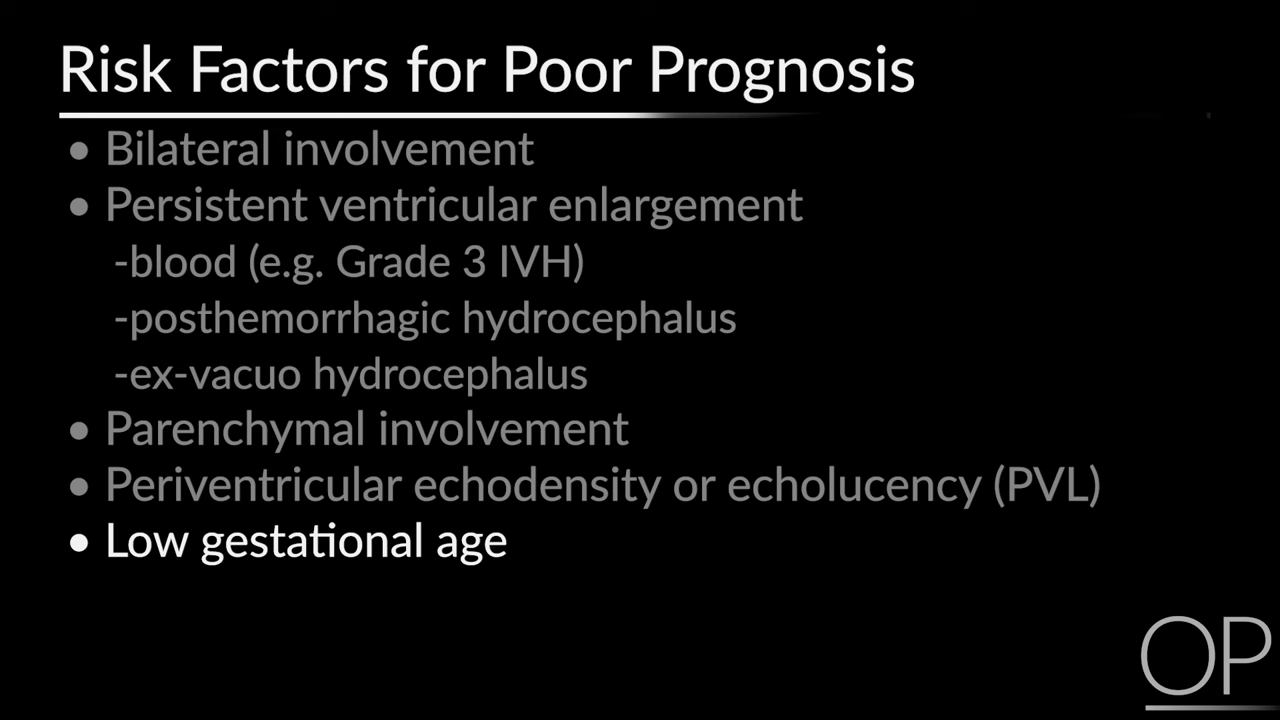 Risk Factors for Poor Prognosis
• Bilateral involvement
• Persistent ventricular enlargement
-blood (e.g. Grade 3 IVH)
-posthemorrhagic hydrocephalus
-ex-vacuo hydrocephalus
• Parenchymal involvement
• Periventricular echodensity or echolucency (PVL)
• Low gestational age
OP